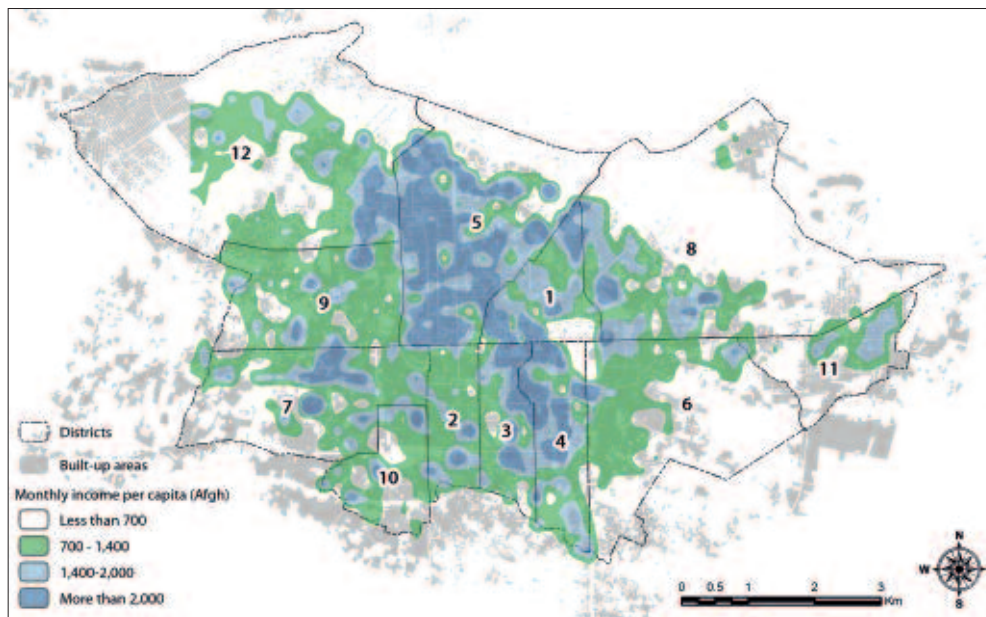 12
5
8
1
9
11
7
2
6
3
4
10
Districts
Built-up areas
Monthly income per capita (Afgh)
Less than 700
700 - 1,400
1,400-2,000
More than 2,000
N
W E
S
0 0.5 1 2 3
Km